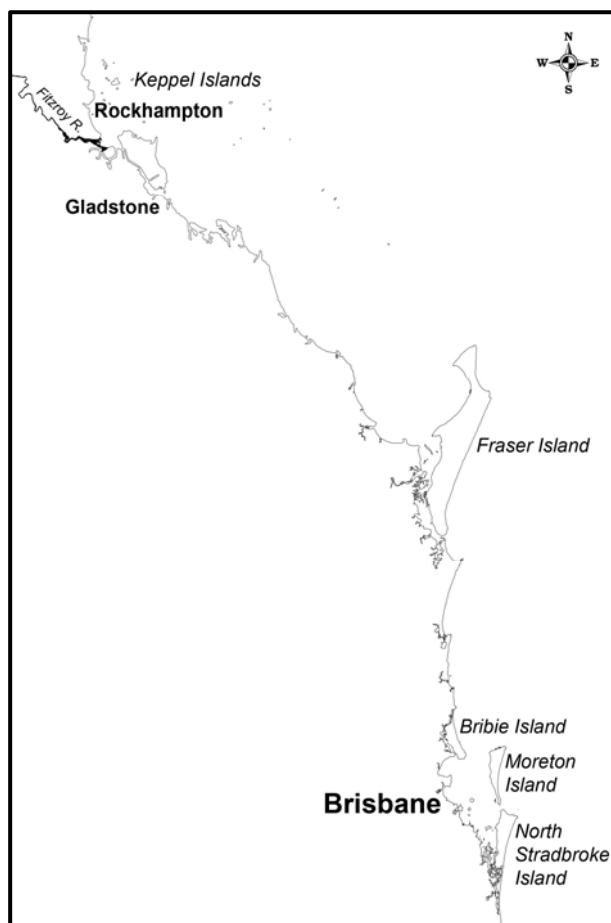 N
W E
S
Keppel Islands
Fitzroy R.
Rockhampton
Gladstone
Fraser Island
Bribie Island
Moreton
Island
Brisbane
North
Stradbroke
Island